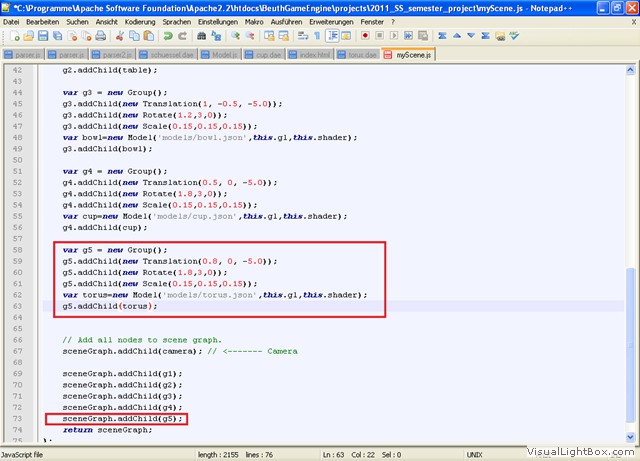 *C:\Programme\Apache Software Foundation\Apache2.2\htdocs\BeuthGameEngine\projects\2011_SS_semester_project\myScene.js - Notepad++
Datei Bearbeiten Suchen Ansicht Kodierung Sprachen Einstellungen Makro Ausführen Erweiterungen Fenster ?
parser.js parser.js parser2.js schuessel.dae Model.js cup.dae index.html torus.dae myScene.js
42 g2.addChild(table);
43
44 var g3 = new Group();
45 g3.addChild(new Translation(1, -0.5, -5.0));
46 g3.addChild(new Rotate(1.2,3,0));
47 g3.addChild(new Scale(0.15,0.15,0.15));
48 var bowl=new Model('models/bowl.json',this.gl,this.shader);
49 g3.addChild(bowl);
50
51 var g4 = new Group();
52 g4.addChild(new Translation(0.5, 0, -5.0));
53 g4.addChild(new Rotate(1.8,3,0));
54 g4.addChild(new Scale(0.15,0.15,0.15));
55 var cup=new Model('models/cup.json',this.gl,this.shader);
56 g4.addChild(cup);
57
58 var g5 = new Group();
59 g5.addChild(new Translation(0.8, 0, -5.0));
60 g5.addChild(new Rotate(1.8,3,0));
61 g5.addChild(new Scale(0.15,0.15,0.15));
62 var torus=new Model('models/torus.json',this.gl,this.shader);
63 g5.addChild(torus);
64
65
66 // Add all nodes to scene graph.
67 sceneGraph.addChild(camera); // <------- Camera
68
69 sceneGraph.addChild(g1);
70 sceneGraph.addChild(g2);
71 sceneGraph.addChild(g3);
72 sceneGraph.addChild(g4);
73 sceneGraph.addChild(g5);
74 return sceneGraph;
75 };
JavaScript file length : 2155 lines : 76 Ln : 63 Col : 22 Sel : 0 UNIX
VisualLightBox.com